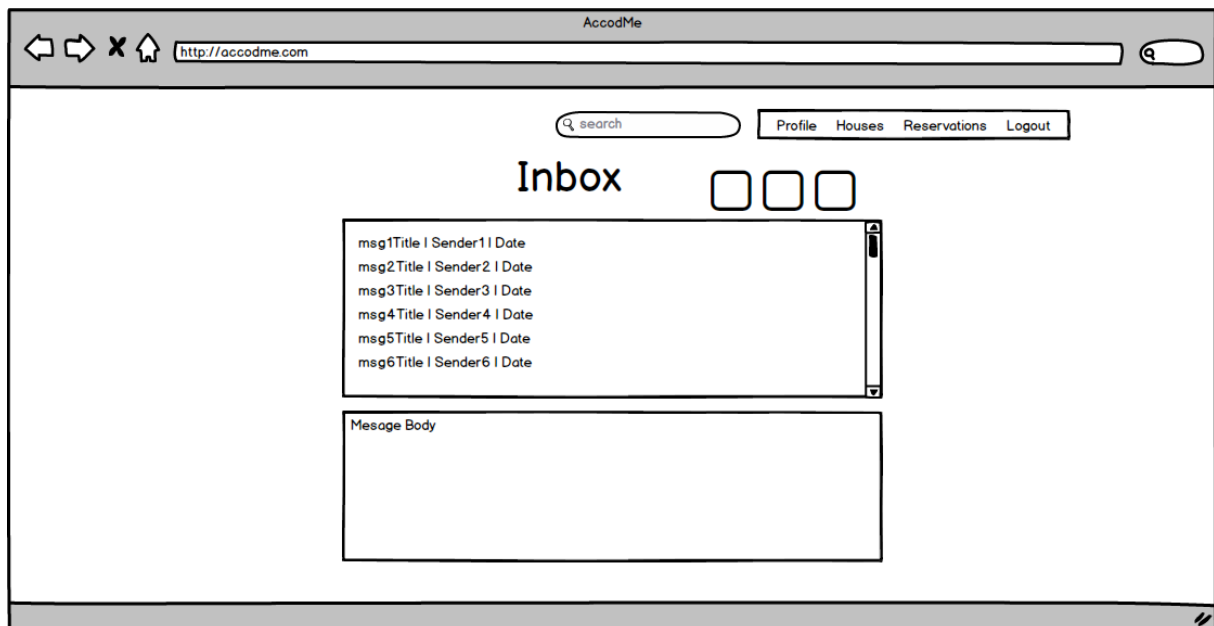 AccodMe
http://accodme.com
search
Profile Houses Reservations Logout
Inbox
msg1Title | Sender1 | Date
msg2Title | Sender2 | Date
msg3Title | Sender3 | Date
msg4Title | Sender4 | Date
msg5Title | Sender5 | Date
msg6Title | Sender6 | Date
Mesage Body